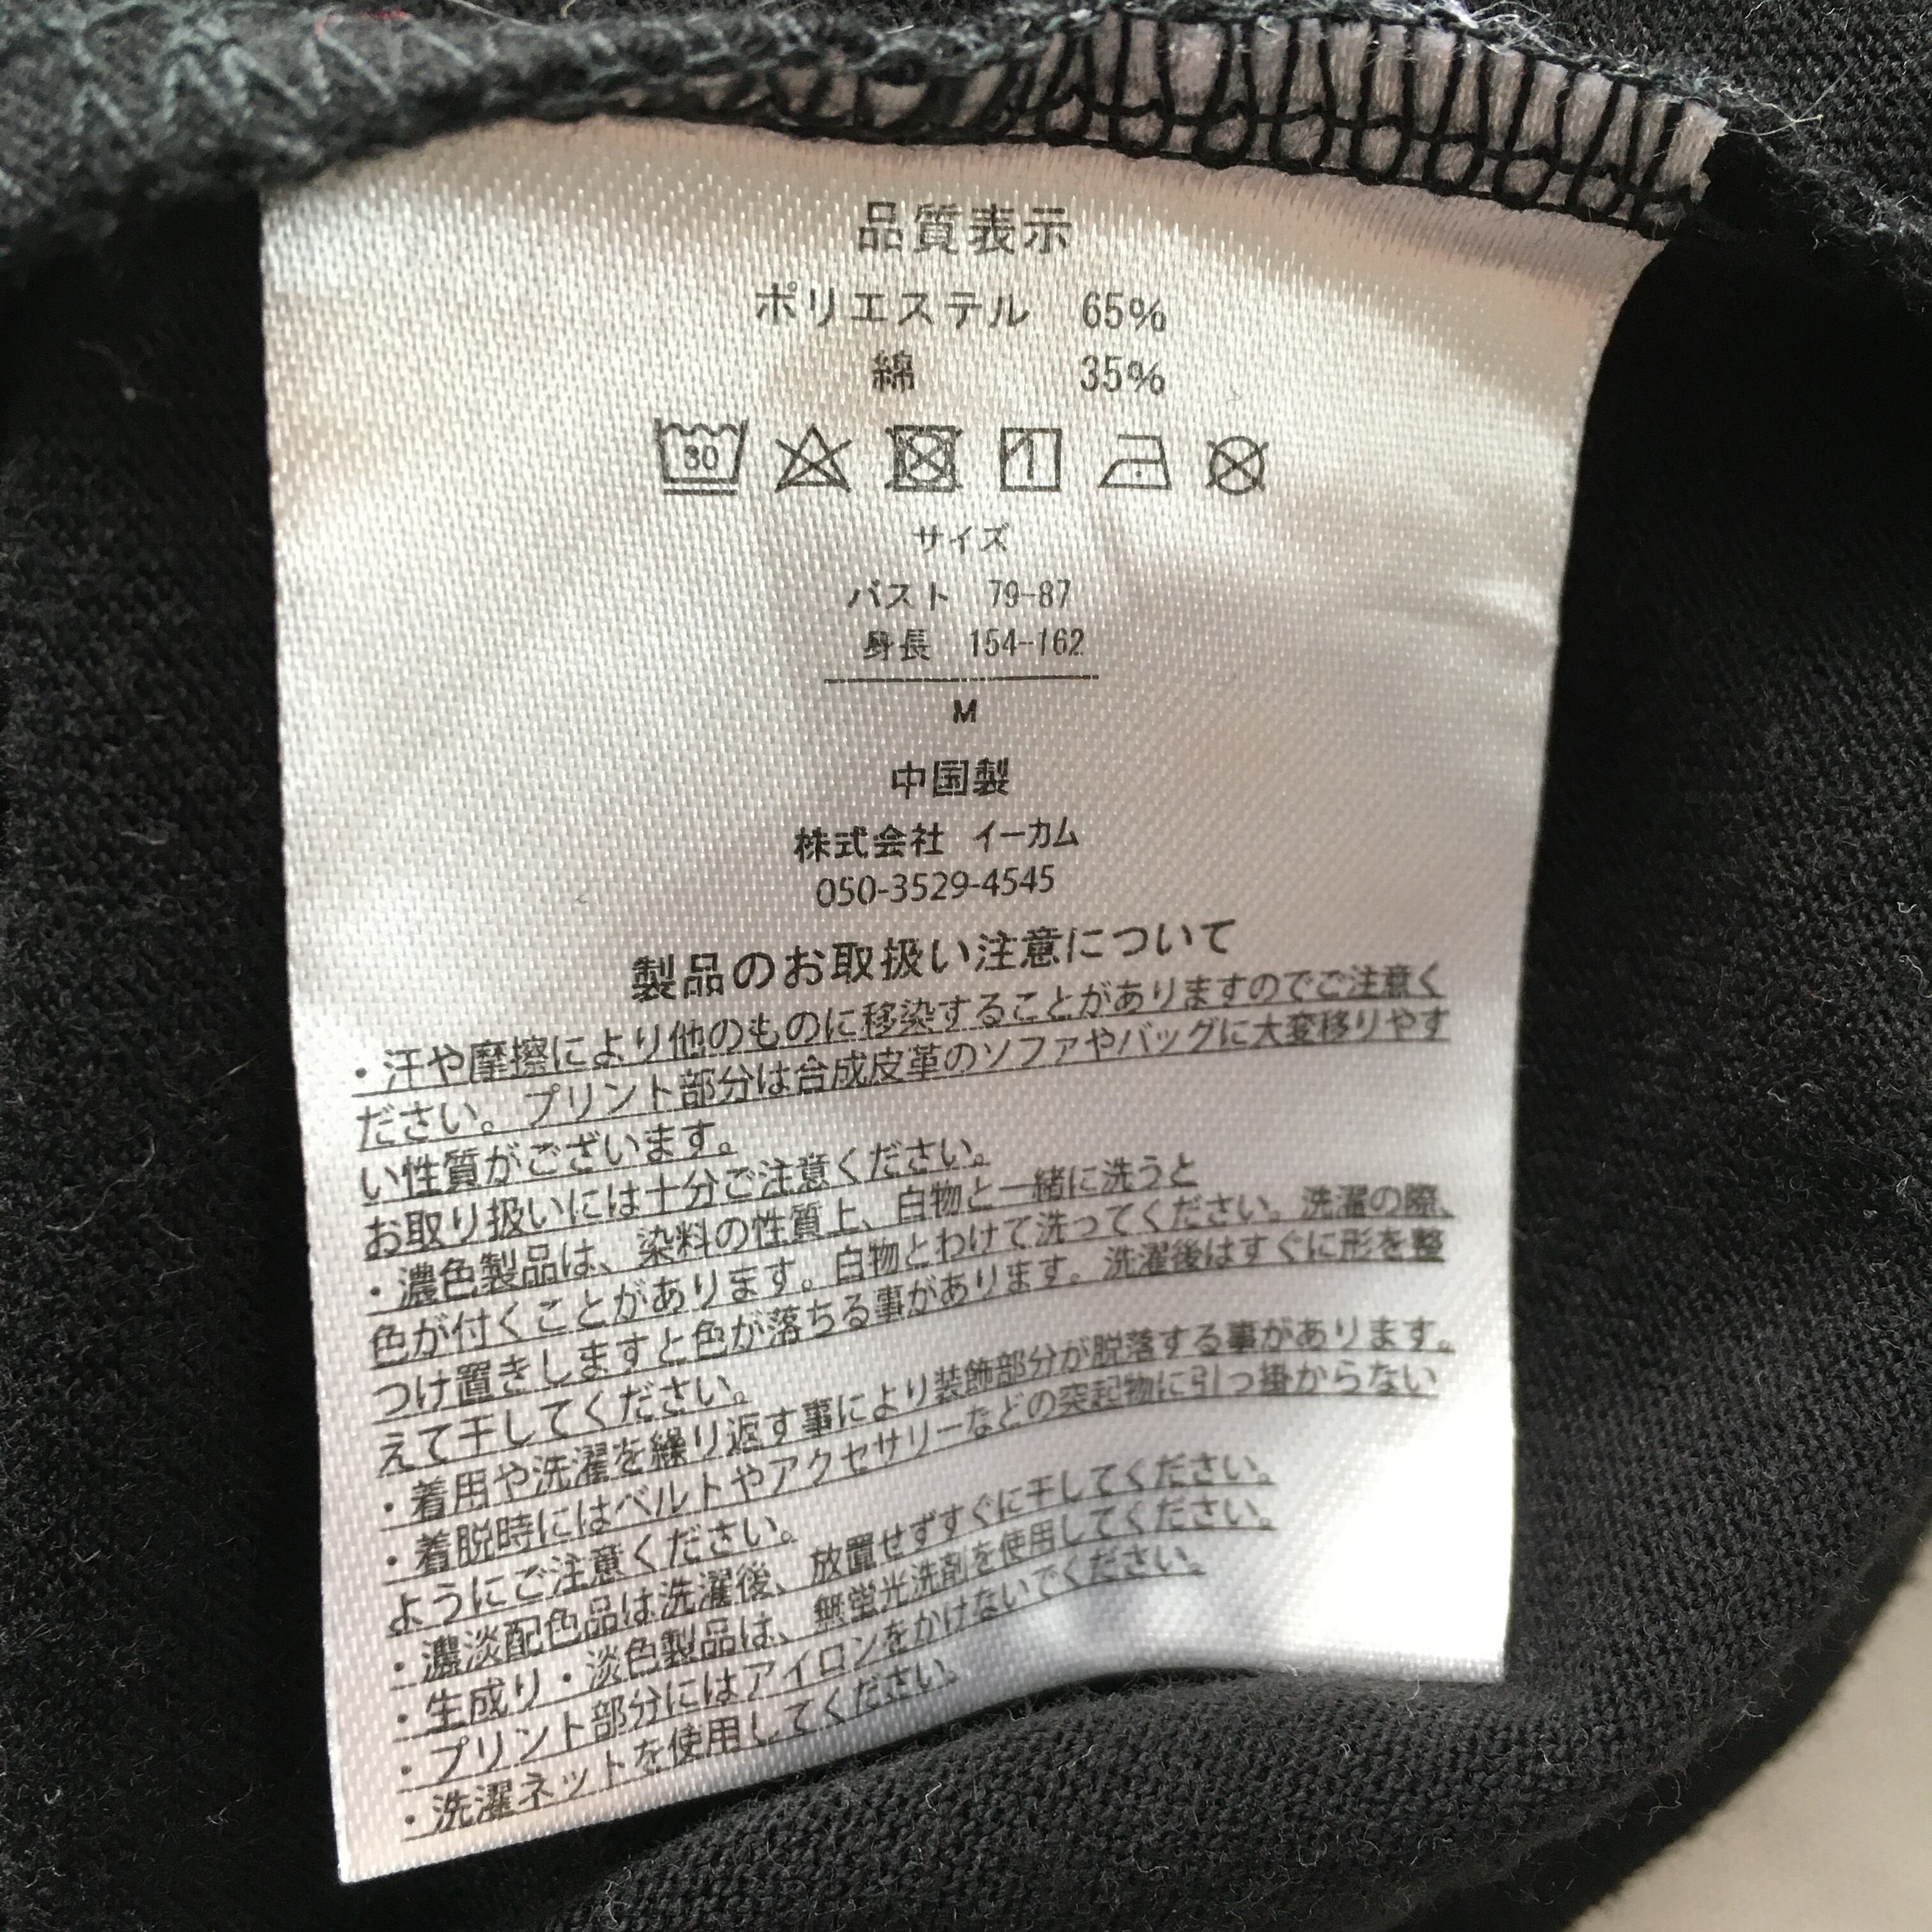 品質表示
ポリエステル 65%
綿 35%
30
サイズ
バスト 79-87
身長 154-162
M
中国製
株式会社 イーカム
050-3529-4545
製品のお取扱い注意について
・汗や摩擦により他のものに移染することがありますのでご注意く
ださい。プリント部分は合成皮革のソファやバッグに大変移りやす
い性質がございます。
お取り扱いには十分ご注意ください。
・濃色製品は、染料の性質上、白物と一緒に洗うと
色が付くことがあります。白物とわけて洗ってください。洗濯の際、
つけ置きしますと色が落ちる事があります。洗濯後はすぐに形を整
えて干してください。
・着用や洗濯を繰り返す事により装飾部分が脱落する事があります。
・着脱時にはベルトやアクセサリーなどの突起物に引っ掛からない
ようにご注意ください。
・濃淡配色品は洗濯後、放置せずすぐに干してください。
・生成り・淡色製品は、無蛍光洗剤を使用してください。
・プリント部分にはアイロンをかけないでください。
・洗濯ネットを使用してください。